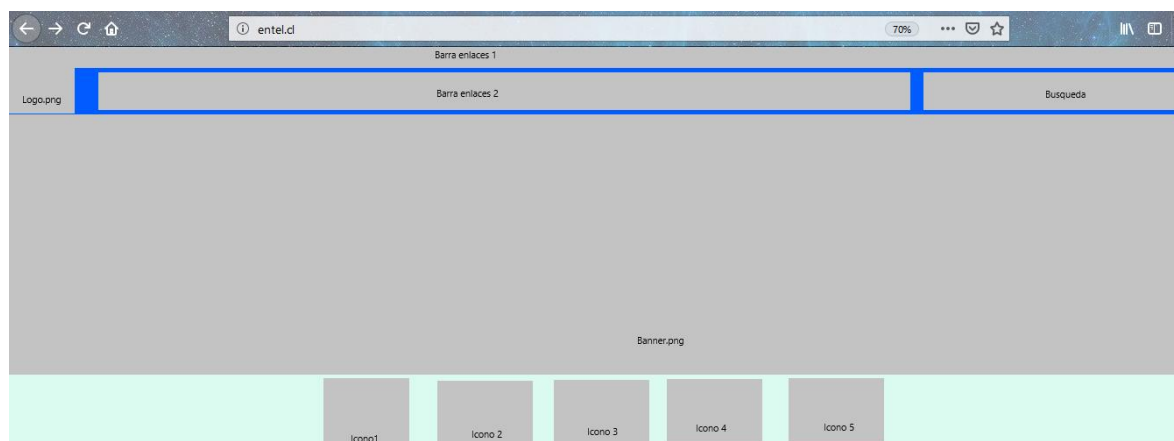 entel.cl
70%
Barra enlaces 1
Logo.png
Barra enlaces 2
Busqueda
Banner.png
Icono1
Icono 2
Icono 3
Icono 4
Icono 5